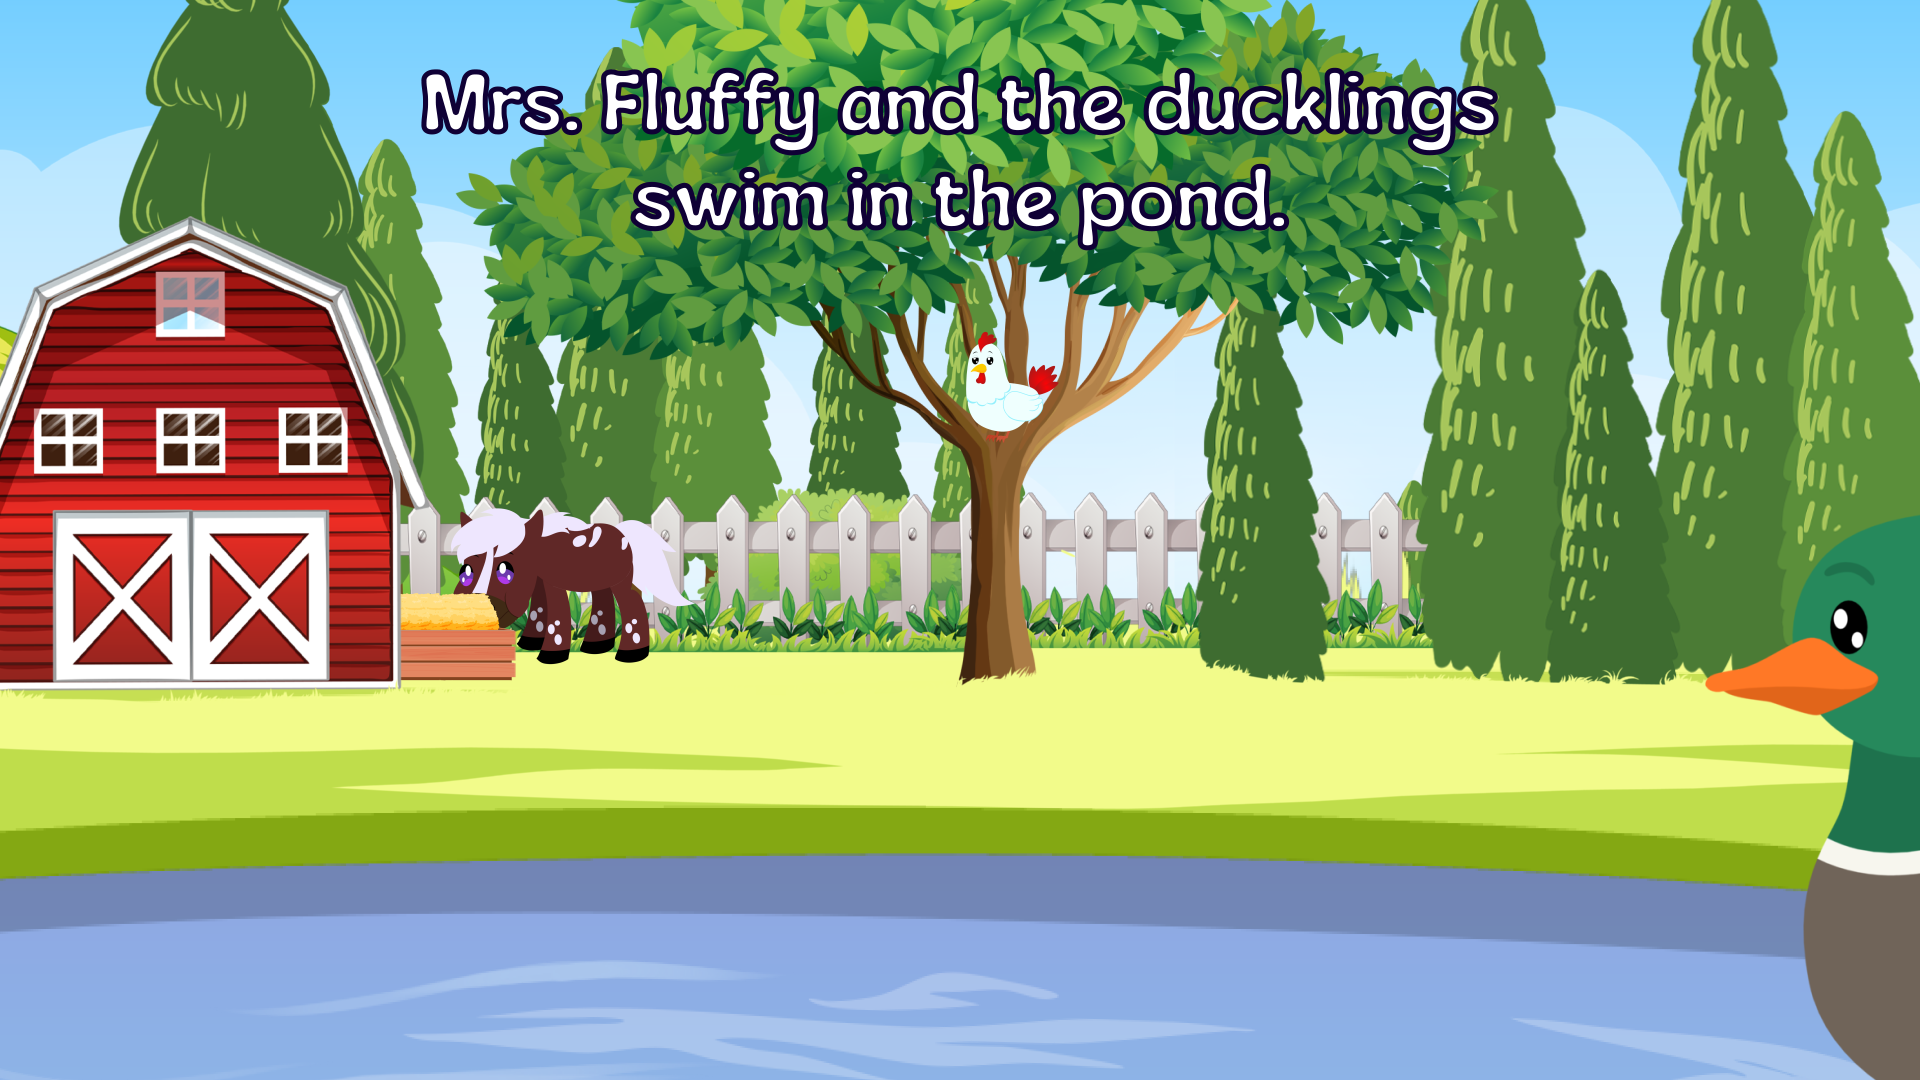 Mrs. Fluffy and the ducklings
swim in the pond.